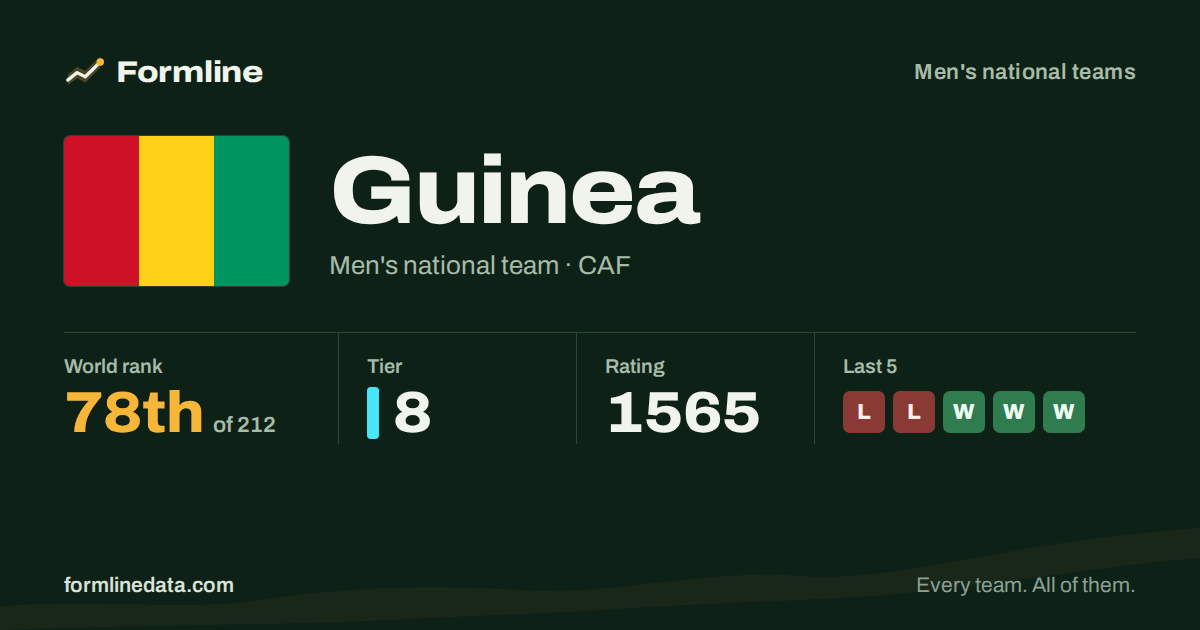 Formline
Men's national teams
Guinea
Men's national team · CAF
World rank
78th of 212
Tier
8
Rating
1565
Last 5
L L W W W
formlinedata.com
Every team. All of them.